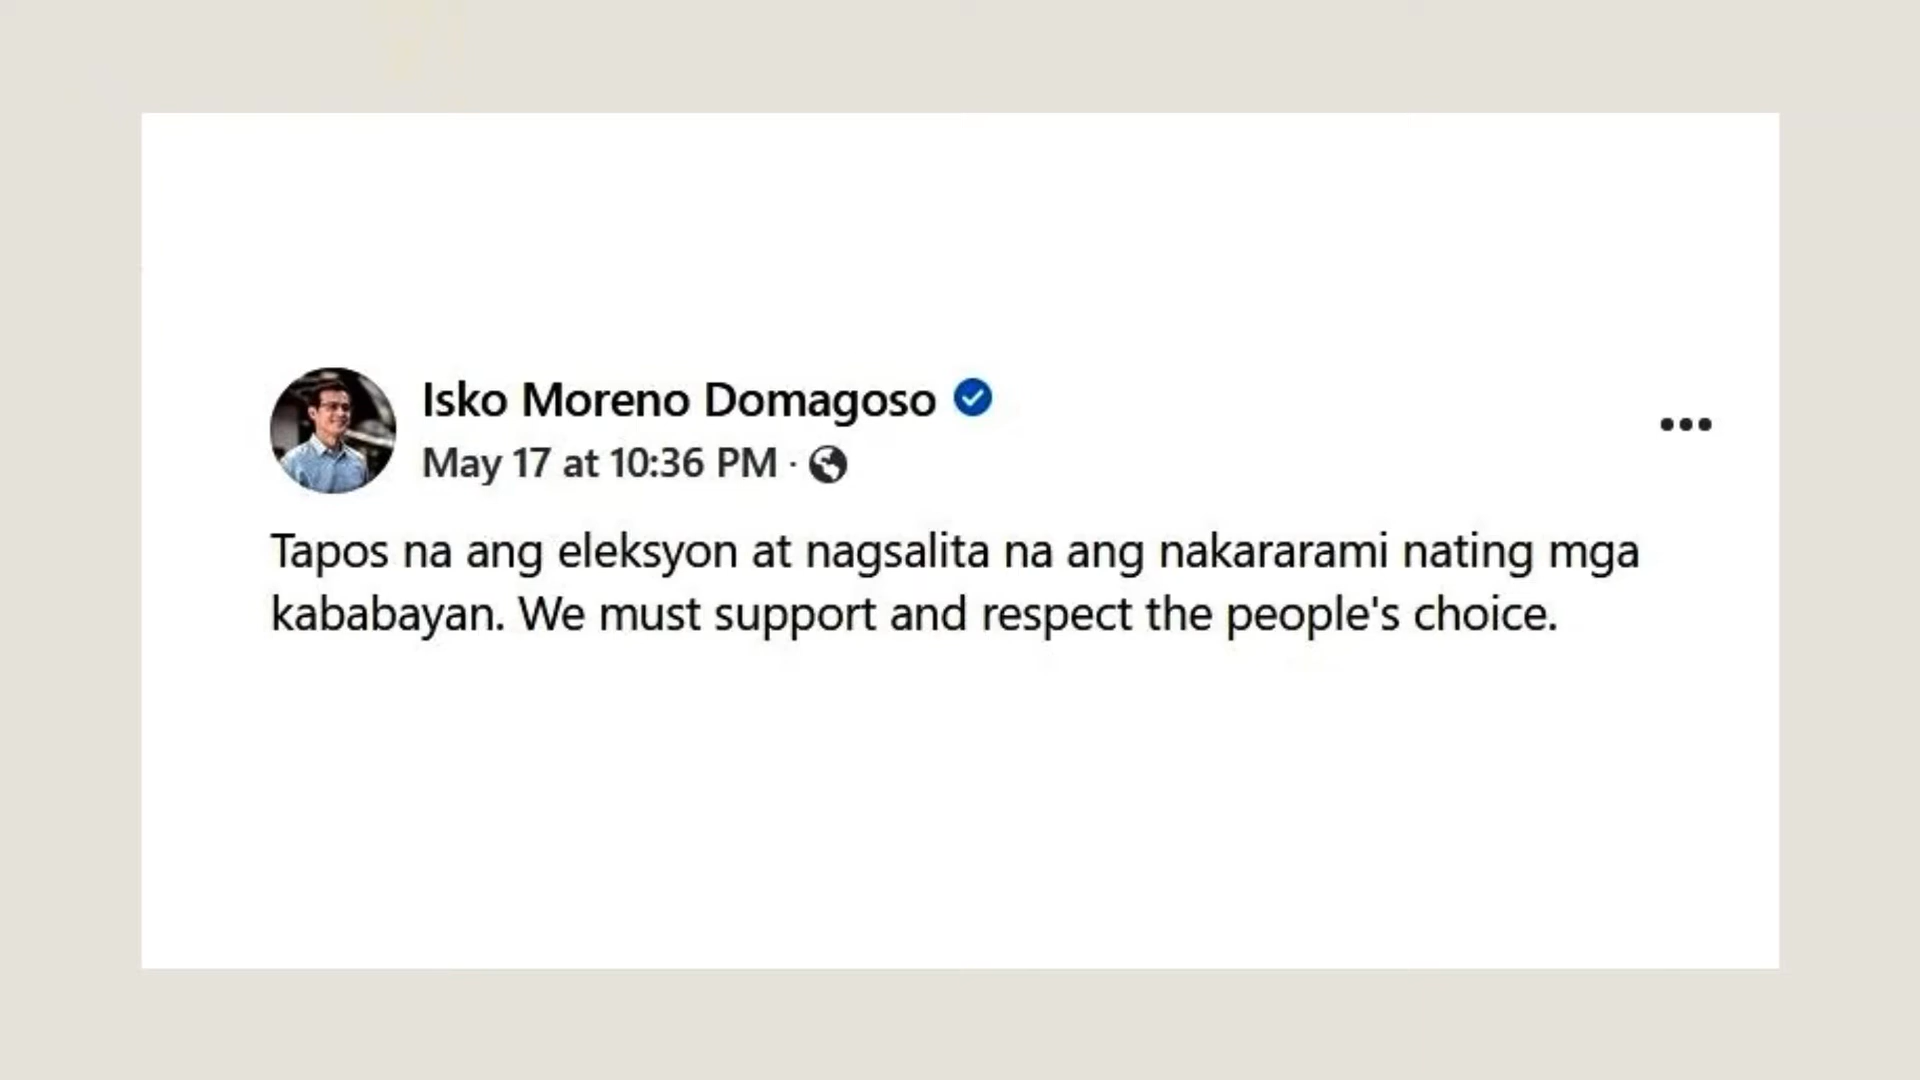 Isko Moreno Domagoso
May 17 at 10:36 PM ·
Tapos na ang eleksyon at nagsalita na ang nakararami nating mga
kababayan. We must support and respect the people's choice.